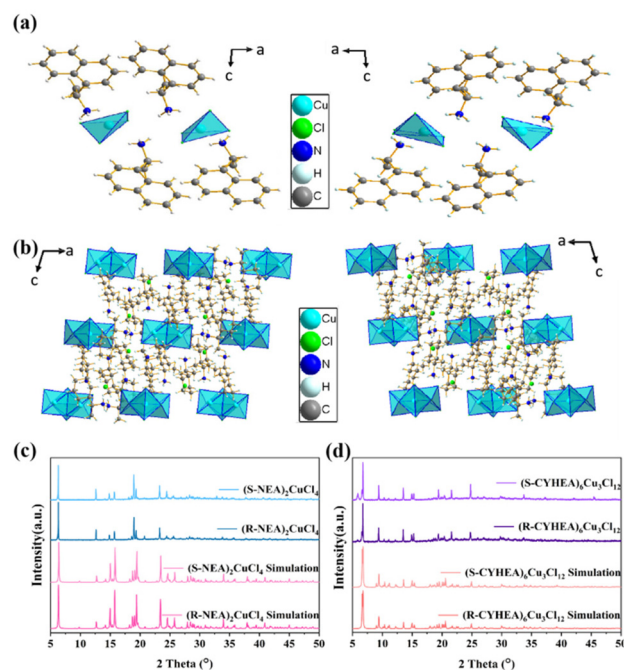 (a)
a
c
Cu
Cl
N
H
C
a
c
(b)
a
c
Cu
Cl
N
H
C
a
c
(c)
(S-NEA)₂CuCl₄
(R-NEA)₂CuCl₄
(S-NEA)₂CuCl₄ Simulation
(R-NEA)₂CuCl₄ Simulation
Intensity(a.u.)
5 10 15 20 25 30 35 40 45 50
2 Theta (°)
(d)
(S-CYHEA)₆Cu₃Cl₁₂
(R-CYHEA)₆Cu₃Cl₁₂
(S-CYHEA)₆Cu₃Cl₁₂ Simulation
(R-CYHEA)₆Cu₃Cl₁₂ Simulation
Intensity(a.u.)
5 10 15 20 25 30 35 40 45 50
2 Theta (°)